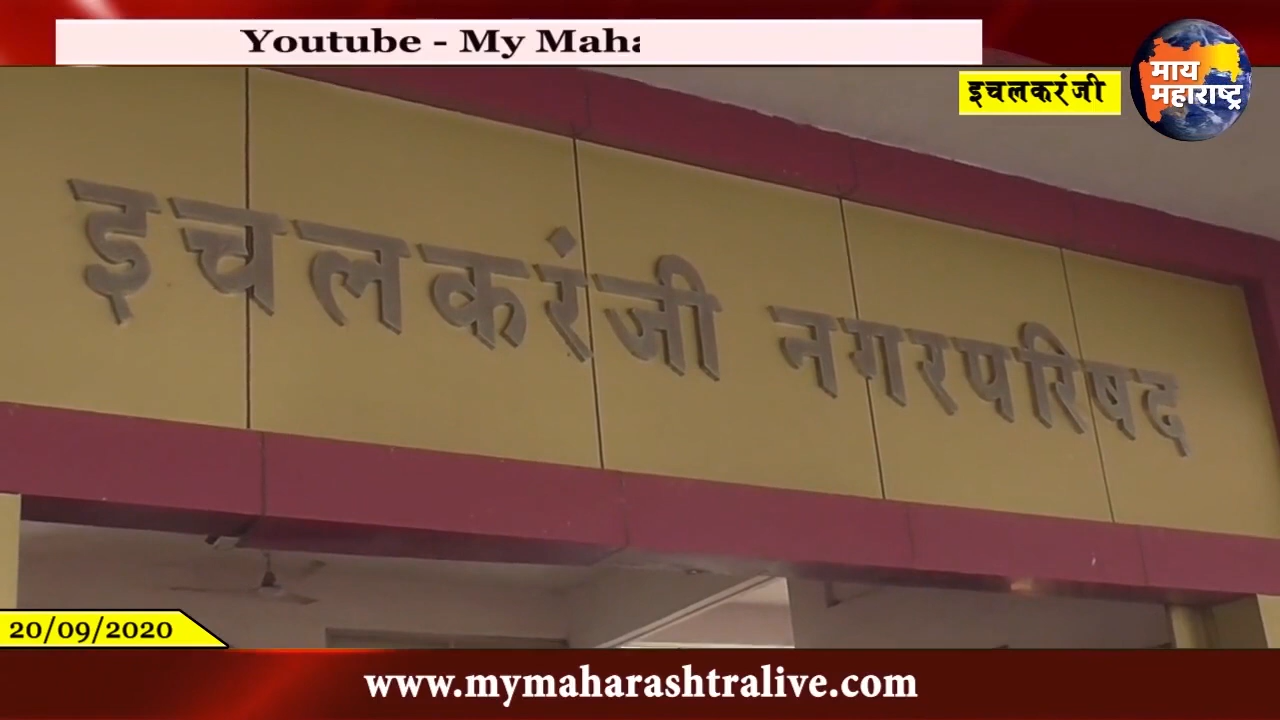 Youtube - My Maha
इचलकरंजी
माय
महाराष्ट्र
इचलकरंजी नगरपरिषद
20/09/2020
www.mymaharashtralive.com